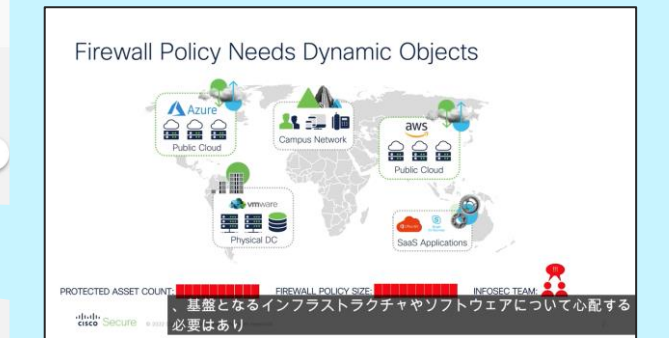 Firewall Policy Needs Dynamic Objects
Azure
Public Cloud
Campus Network
aws
Public Cloud
vmware
Physical DC
SaaS Applications
PROTECTED ASSET COUNT:
FIREWALL POLICY SIZE:
INFOSEC TEAM:
!!!
、基盤となるインフラストラクチャやソフトウェアについて心配する
必要はあり
CISCO Secure